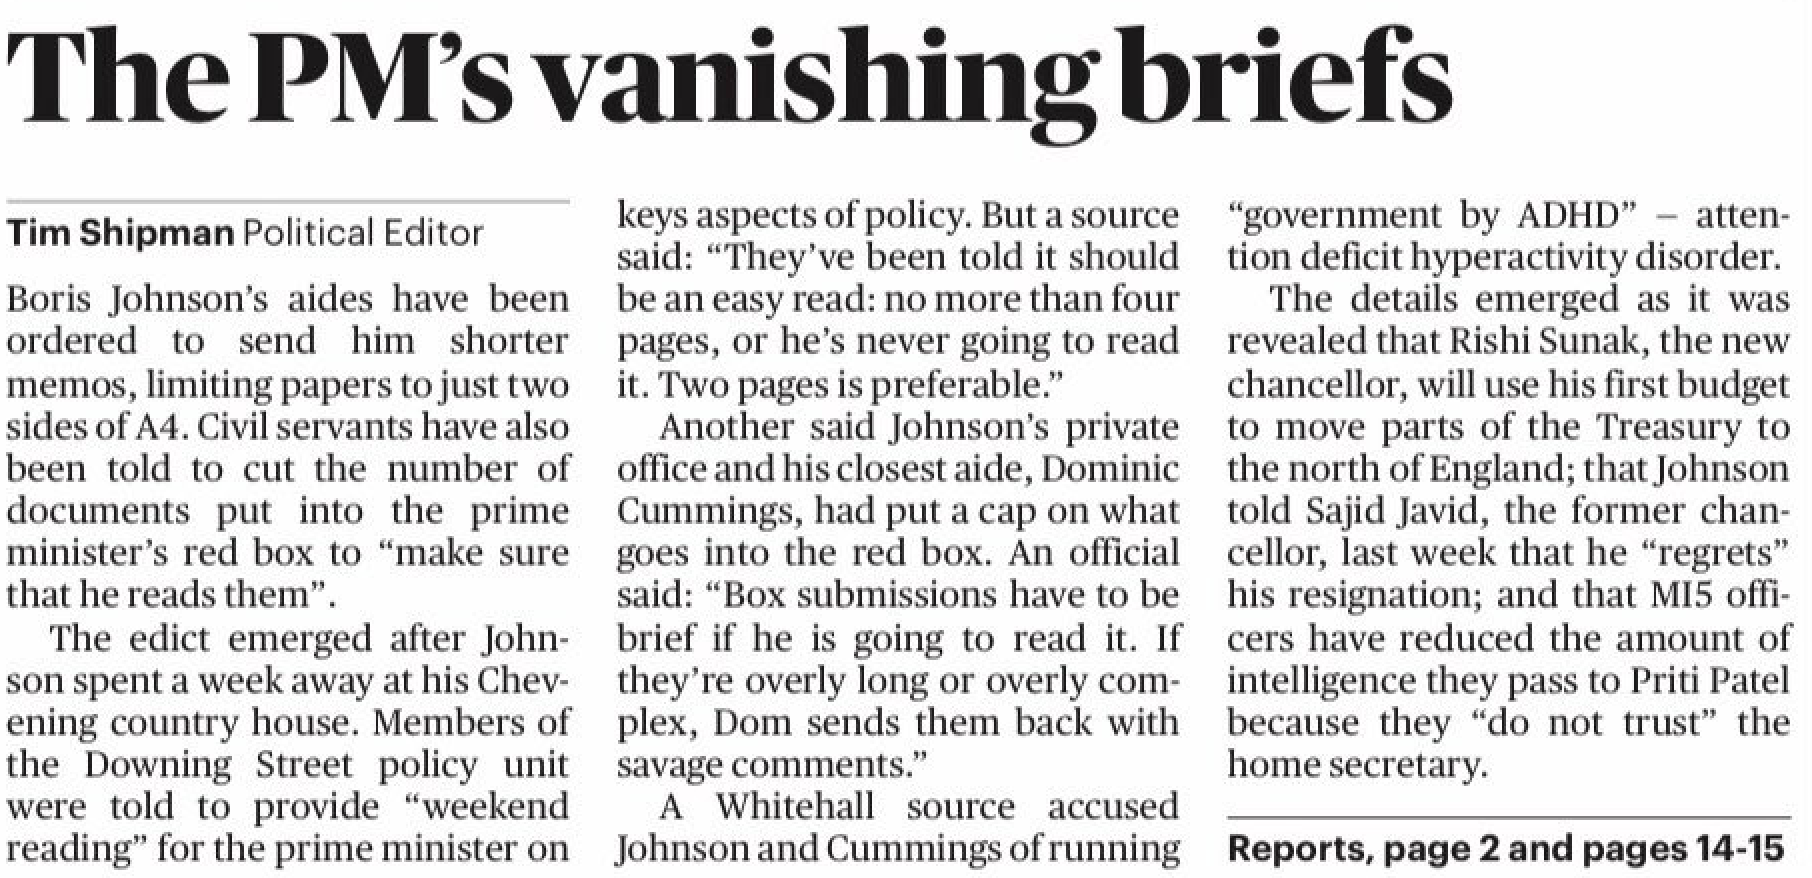 The PM’s vanishing briefs
Tim Shipman Political Editor
Boris Johnson’s aides have been
ordered to send him shorter
memos, limiting papers to just two
sides of A4. Civil servants have also
been told to cut the number of
documents put into the prime
minister’s red box to “make sure
that he reads them”.
The edict emerged after John-
son spent a week away at his Chev-
ening country house. Members of
the Downing Street policy unit
were told to provide “weekend
reading” for the prime minister on
keys aspects of policy. But a source
said: “They’ve been told it should
be an easy read: no more than four
pages, or he’s never going to read
it. Two pages is preferable.”
Another said Johnson’s private
office and his closest aide, Dominic
Cummings, had put a cap on what
goes into the red box. An official
said: “Box submissions have to be
brief if he is going to read it. If
they’re overly long or overly com-
plex, Dom sends them back with
savage comments.”
A Whitehall source accused
Johnson and Cummings of running
“government by ADHD” – atten-
tion deficit hyperactivity disorder.
The details emerged as it was
revealed that Rishi Sunak, the new
chancellor, will use his first budget
to move parts of the Treasury to
the north of England; that Johnson
told Sajid Javid, the former chan-
cellor, last week that he “regrets”
his resignation; and that MI5 offi-
cers have reduced the amount of
intelligence they pass to Priti Patel
because they “do not trust” the
home secretary.
Reports, page 2 and pages 14-15